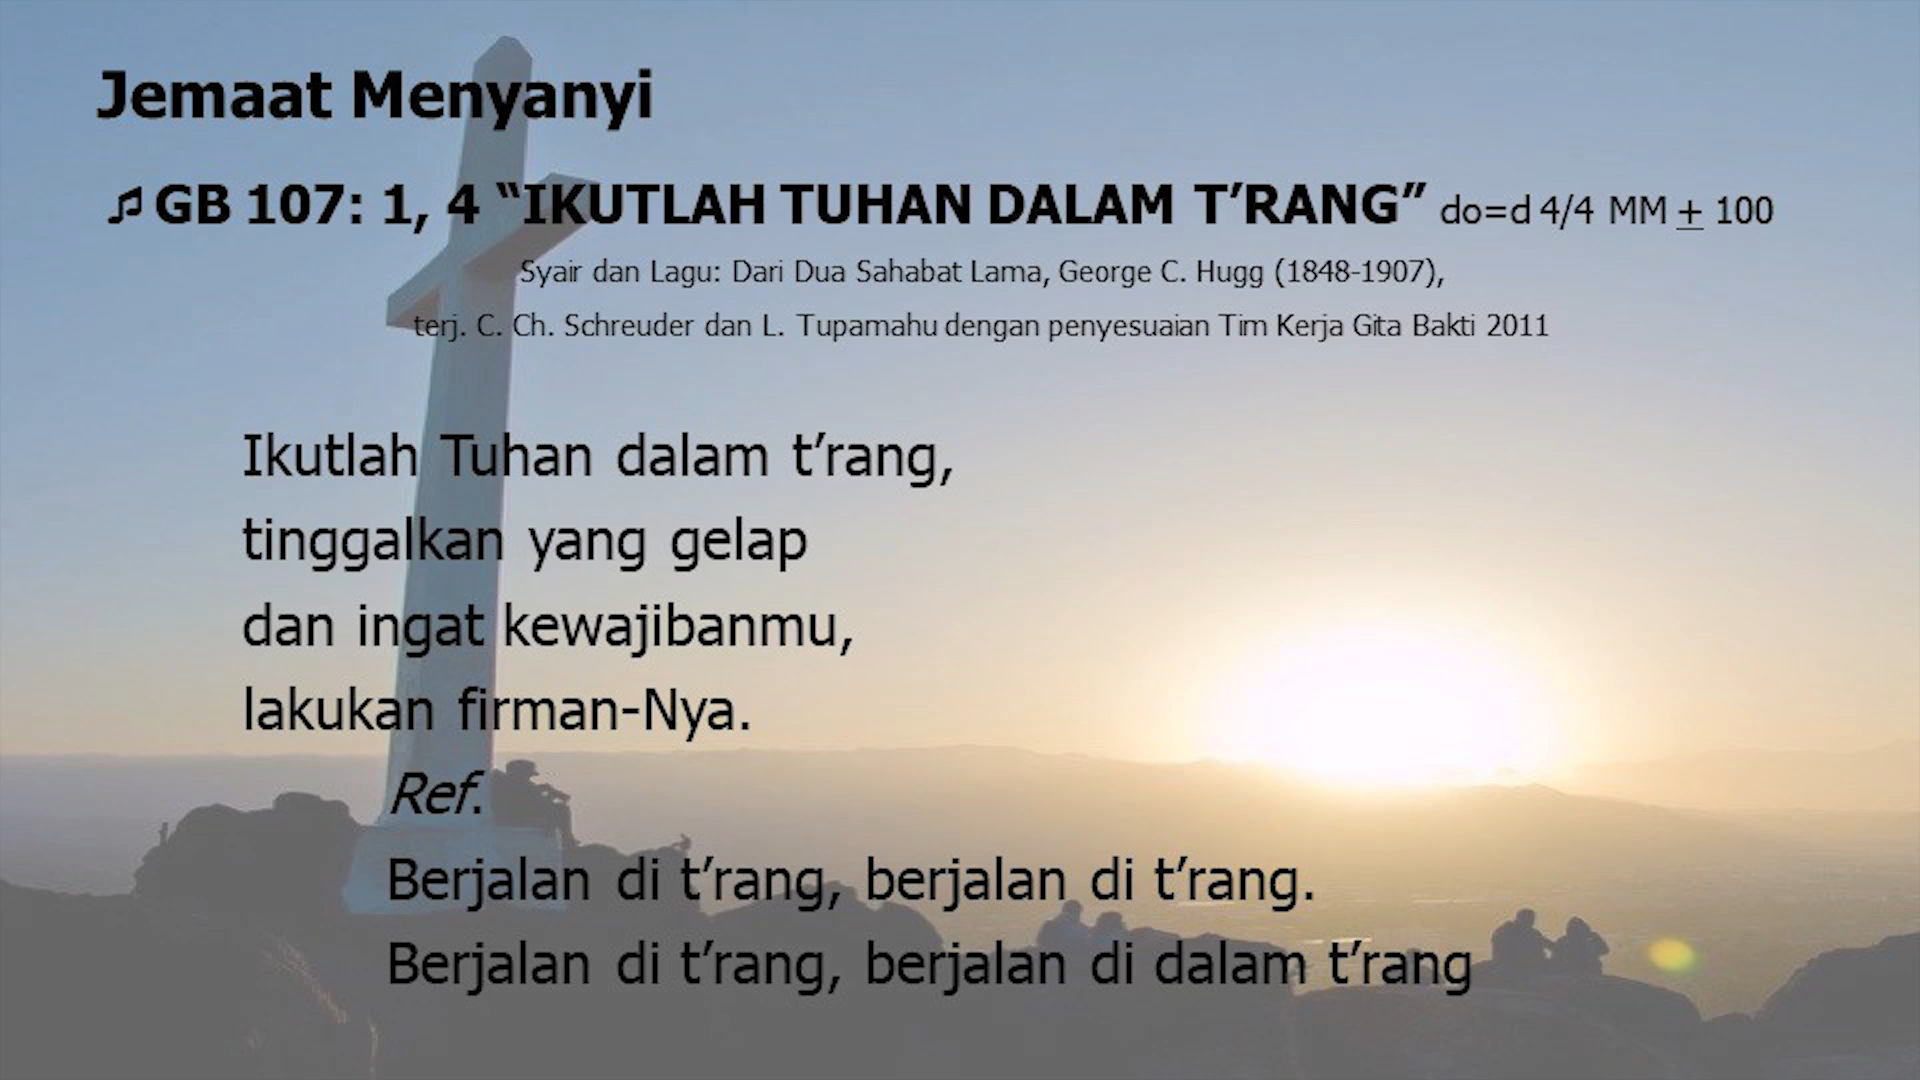 Jemaat Menyanyi
♫ GB 107: 1, 4 “IKUTLAH TUHAN DALAM T’RANG” do=d 4/4 MM ± 100
Syair dan Lagu: Dari Dua Sahabat Lama, George C. Hugg (1848-1907),
terj. C. Ch. Schreuder dan L. Tupamahu dengan penyesuaian Tim Kerja Gita Bakti 2011
Ikutlah Tuhan dalam t’rang,
tinggalkan yang gelap
dan ingat kewajibanmu,
lakukan firman-Nya.
Ref.
Berjalan di t’rang, berjalan di t’rang.
Berjalan di t’rang, berjalan di dalam t’rang